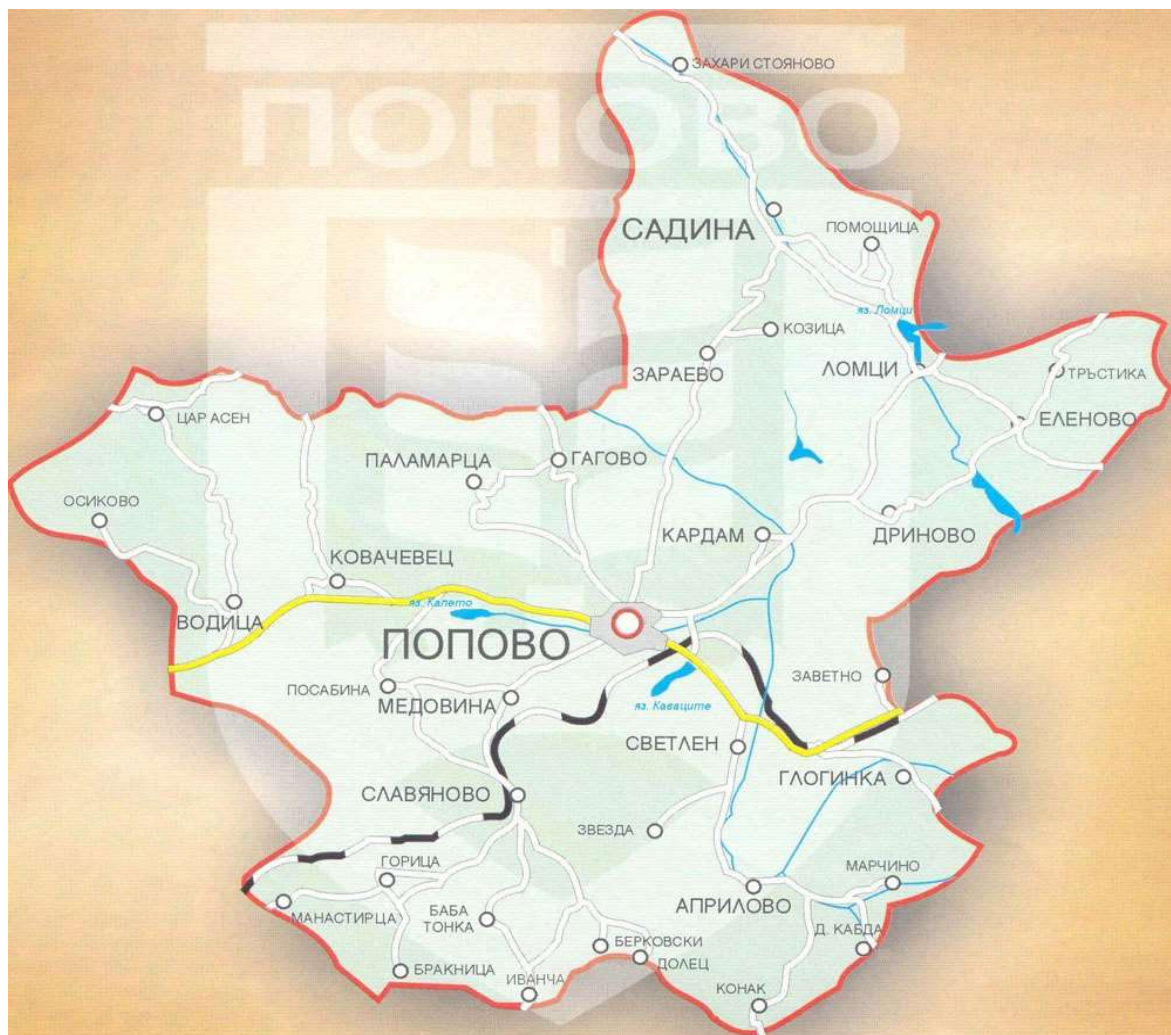 ПОПОВО
ЗАХАРИ СТОЯНОВО
САДИНА
ПОМОЩИЦА
яз. Ломци
КОЗИЦА
ЗАРАЕВО
ЛОМЦИ
ТРЪСТИКА
ЦАР АСЕН
ЕЛЕНОВО
ПАЛАМАРЦА
ГАГОВО
ОСИКОВО
КАРДАМ
ДРИНОВО
КОВАЧЕВЕЦ
яз. Калето
ВОДИЦА
ПОПОВО
ЗАВЕТНО
ПОСАБИНА
МЕДОВИНА
яз. Каваците
СВЕТЛЕН
ГЛОГИНКА
СЛАВЯНОВО
ЗВЕЗДА
ГОРИЦА
МАРЧИНО
МАНАСТИРЦА
БАБА
ТОНКА
АПРИЛОВО
Д. КАБДА
БЕРКОВСКИ
ДОЛЕЦ
БРАКНИЦА
ИВАНЧА
КОНАК